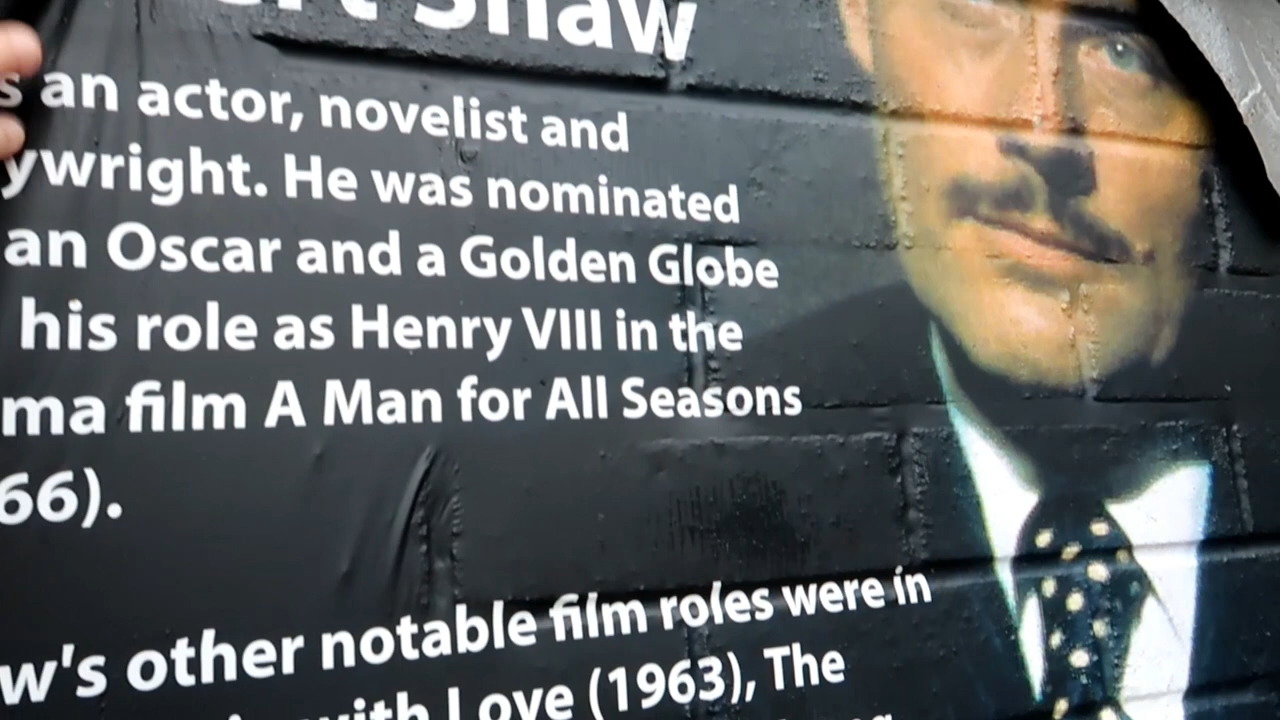 Shaw
an actor, novelist and
ywright. He was nominated
an Oscar and a Golden Globe
his role as Henry VIII in the
ma film A Man for All Seasons
66).
w's other notable film roles were in
with Love (1963), The